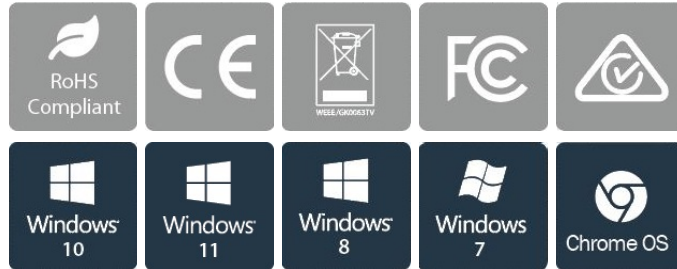 RoHS
Compliant
CE
WEEE/GK0063TV
FC
Windows
10
Windows
11
Windows
8
Windows
7
Chrome OS